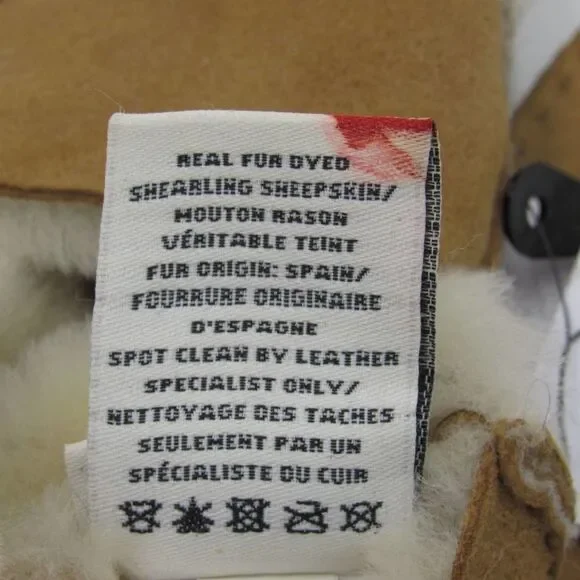 REAL FUR DYED
SHEARLING SHEEPSKIN/
MOUTON RASON
VÉRITABLE TEINT
FUR ORIGIN: SPAIN/
FOURRURE ORIGINAIRE
D'ESPAGNE
SPOT CLEAN BY LEATHER
SPECIALIST ONLY/
NETTOYAGE DES TACHES
SEULEMENT PAR UN
SPÉCIALISTE DU CUIR